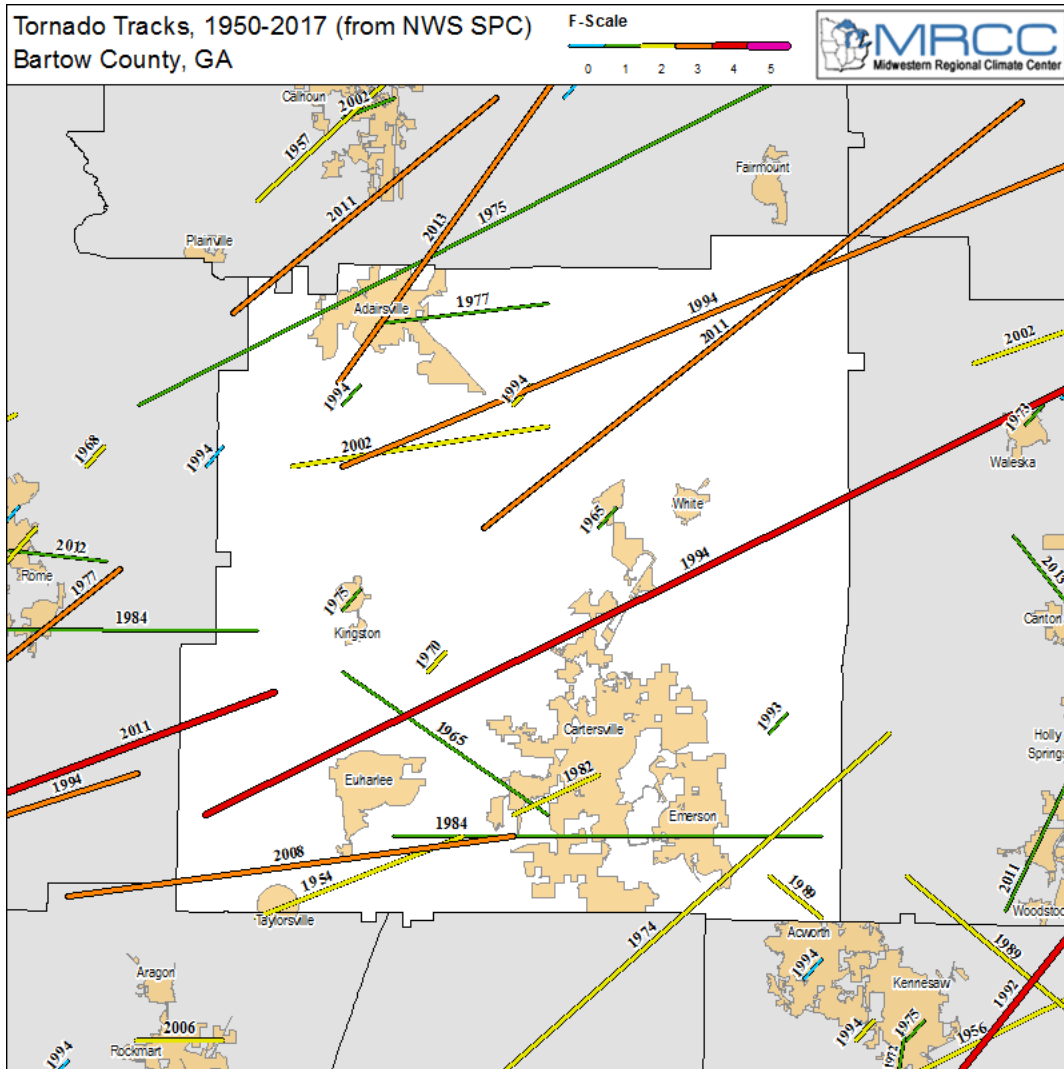 Tornado Tracks, 1950-2017 (from NWS SPC)
Bartow County, GA
F-Scale
0 1 2 3 4 5
MRCC
Midwestern Regional Climate Center
Calhoun
2002
1957
Fairmount
2011
2013
1975
Plainville
Adairsville
1977
1994
2011
2002
1994
1994
1973
2002
1968
1994
Waleska
White
1965
1994
2012
Rome
1977
2013
1975
Kingston
1984
Canton
1970
1993
2011
1965
Cartersville
Holly
Springs
1994
Euharlee
1982
Emerson
1984
2008
1954
1989
2011
Taylorsville
Woodstock
1974
Acworth
1989
1994
Aragon
Kennesaw
1992
2006
1994
1975
1956
Rockmart
1994
1972